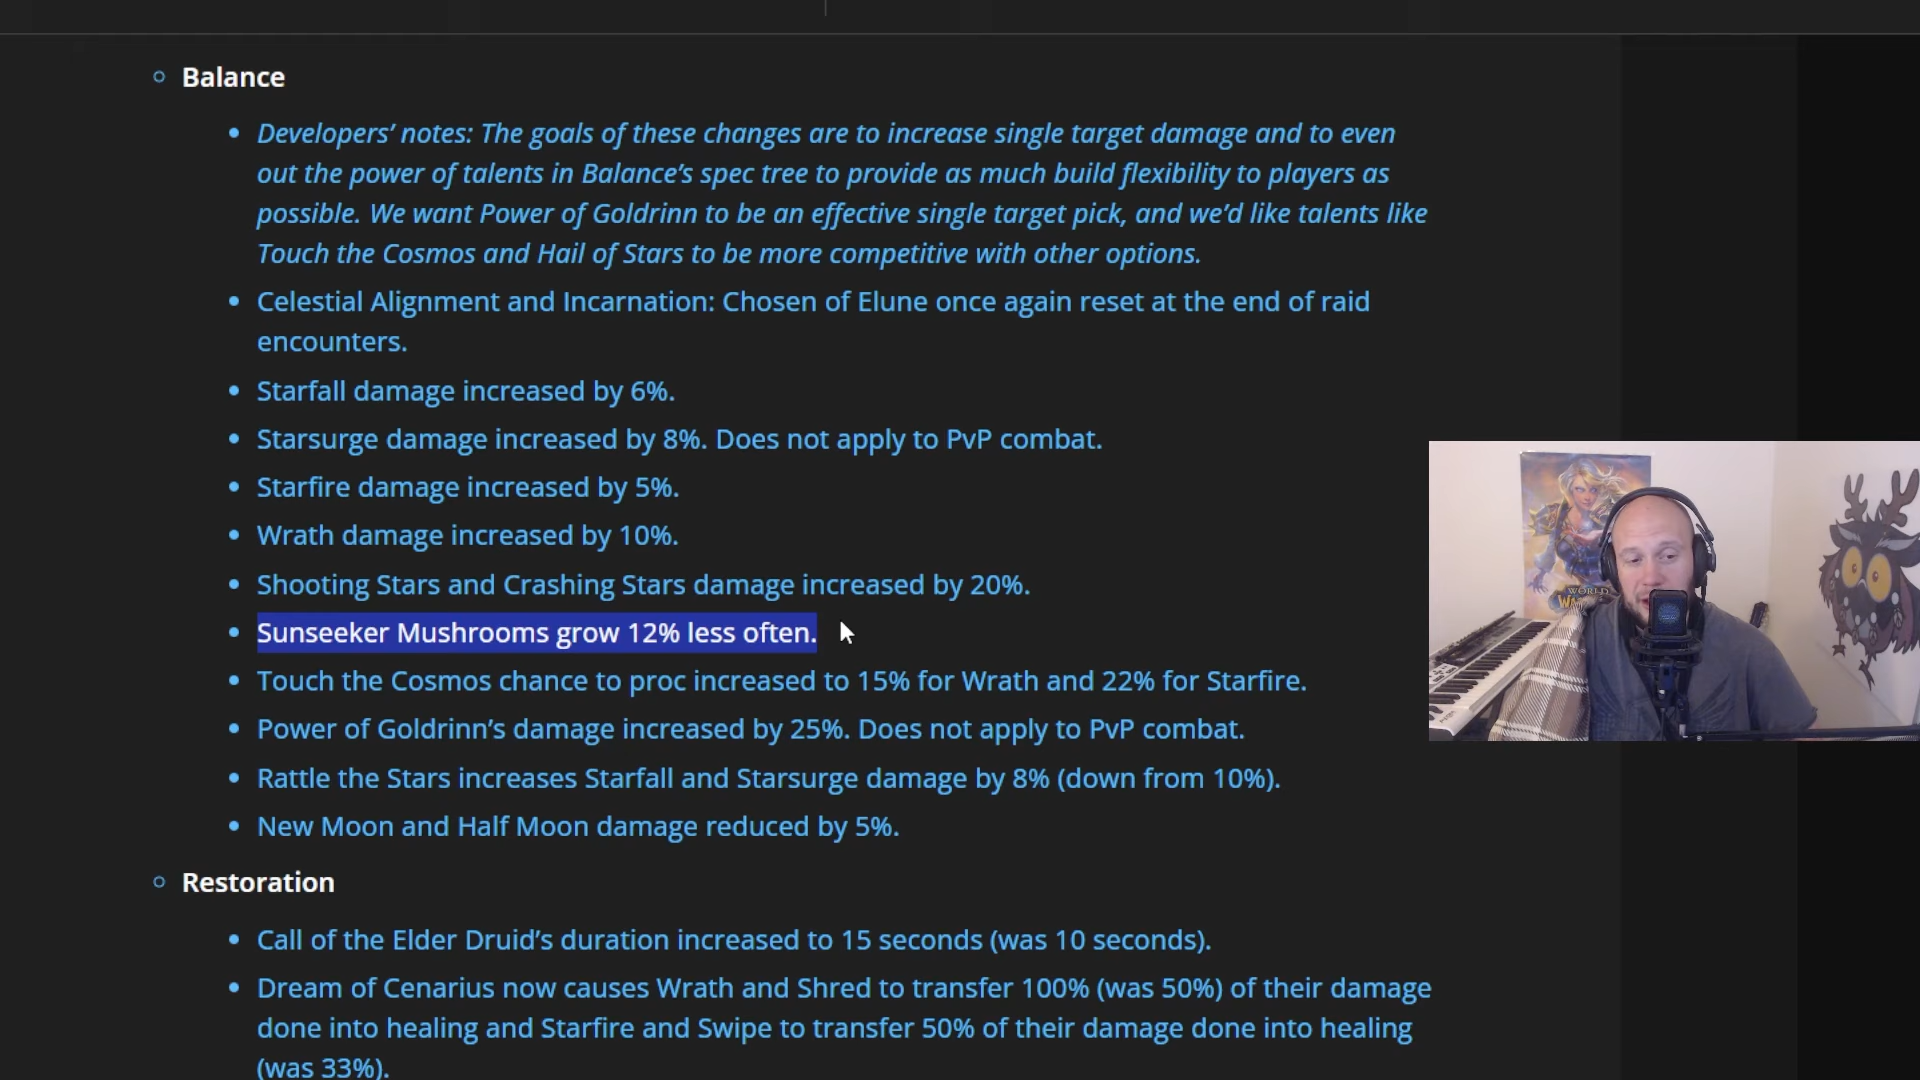 Balance
Developers’ notes: The goals of these changes are to increase single target damage and to even
out the power of talents in Balance’s spec tree to provide as much build flexibility to players as
possible. We want Power of Goldrinn to be an effective single target pick, and we’d like talents like
Touch the Cosmos and Hail of Stars to be more competitive with other options.
Celestial Alignment and Incarnation: Chosen of Elune once again reset at the end of raid
encounters.
Starfall damage increased by 6%.
Starsurge damage increased by 8%. Does not apply to PvP combat.
Starfire damage increased by 5%.
Wrath damage increased by 10%.
Shooting Stars and Crashing Stars damage increased by 20%.
Sunseeker Mushrooms grow 12% less often.
Touch the Cosmos chance to proc increased to 15% for Wrath and 22% for Starfire.
Power of Goldrinn’s damage increased by 25%. Does not apply to PvP combat.
Rattle the Stars increases Starfall and Starsurge damage by 8% (down from 10%).
New Moon and Half Moon damage reduced by 5%.
Restoration
Call of the Elder Druid’s duration increased to 15 seconds (was 10 seconds).
Dream of Cenarius now causes Wrath and Shred to transfer 100% (was 50%) of their damage
done into healing and Starfire and Swipe to transfer 50% of their damage done into healing
(was 33%).
WORLD